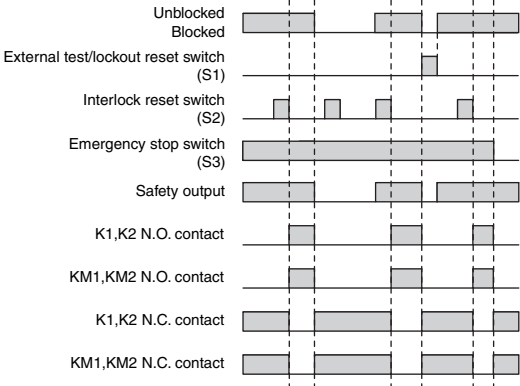 Unblocked
Blocked
External test/lockout reset switch
(S1)
Interlock reset switch
(S2)
Emergency stop switch
(S3)
Safety output
K1,K2 N.O. contact
KM1,KM2 N.O. contact
K1,K2 N.C. contact
KM1,KM2 N.C. contact